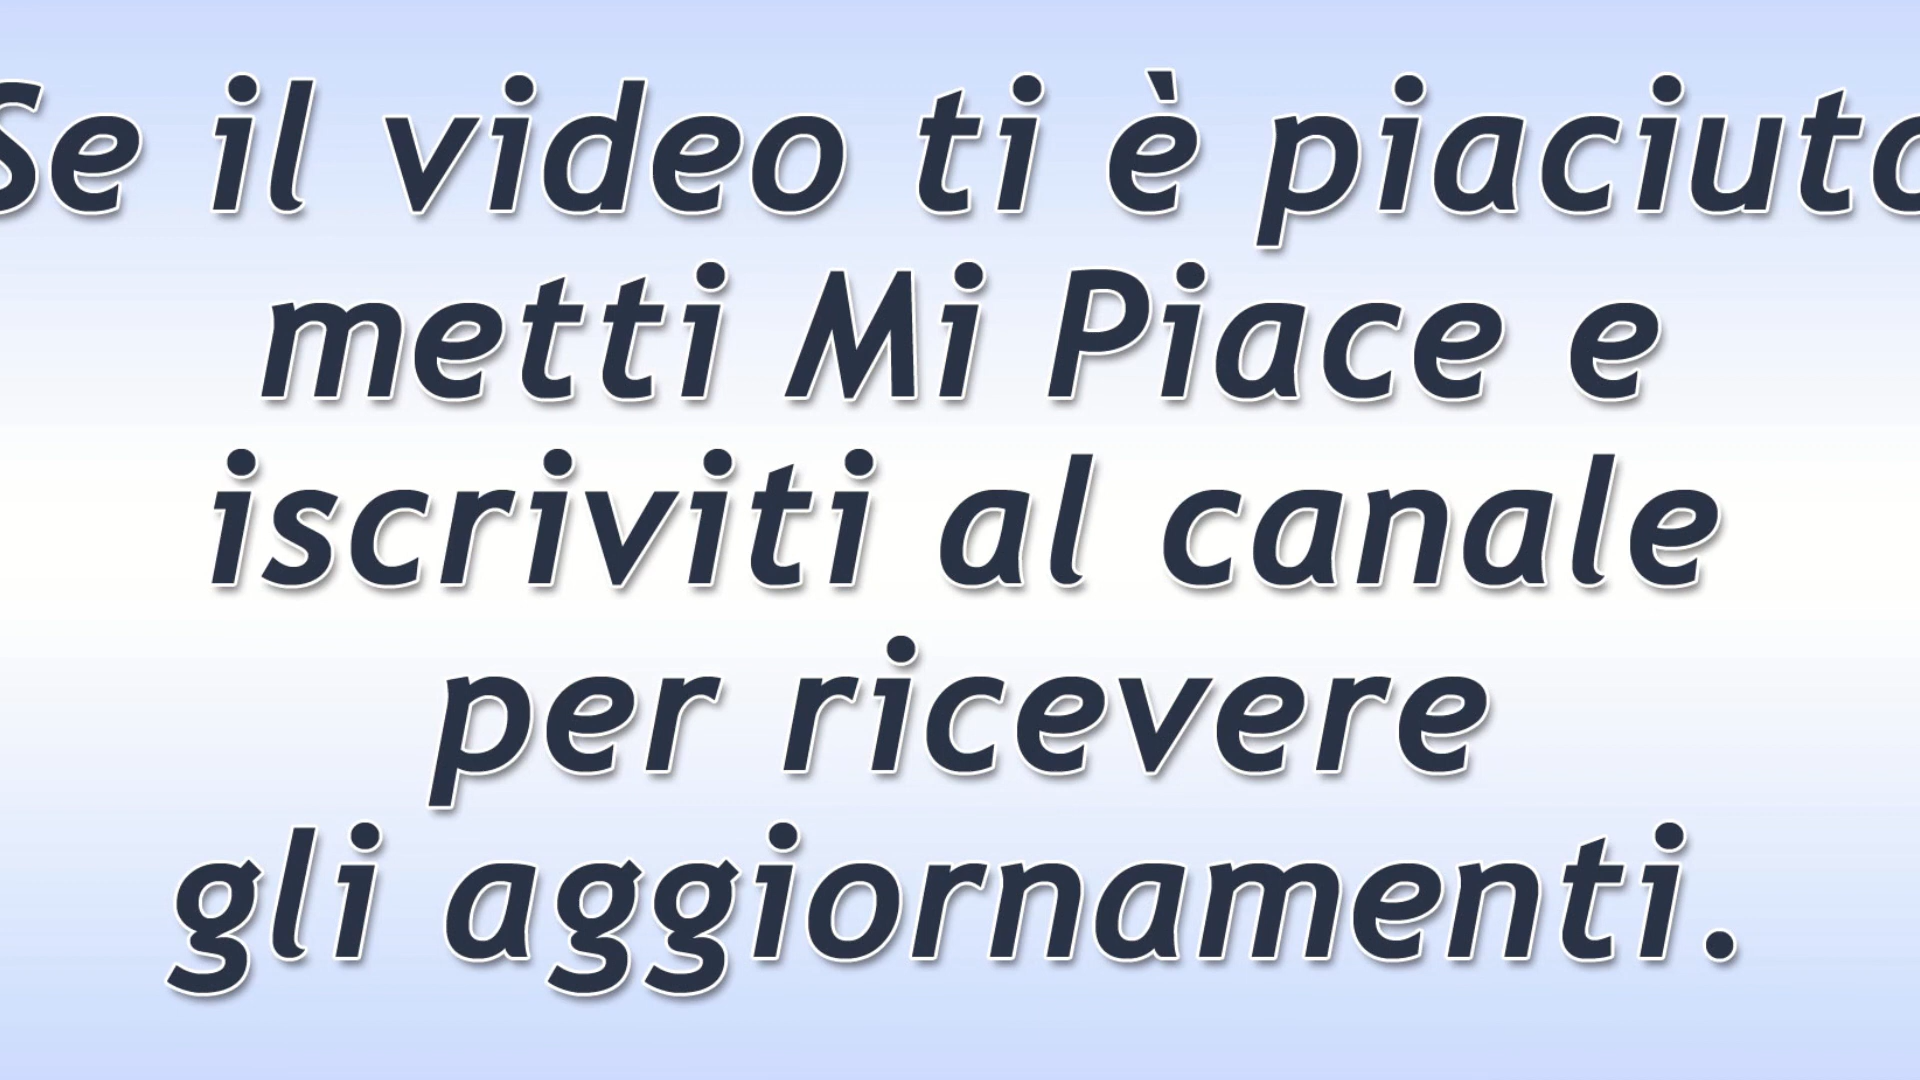 Se il video ti è piaciuto
metti Mi Piace e
iscriviti al canale
per ricevere
gli aggiornamenti.